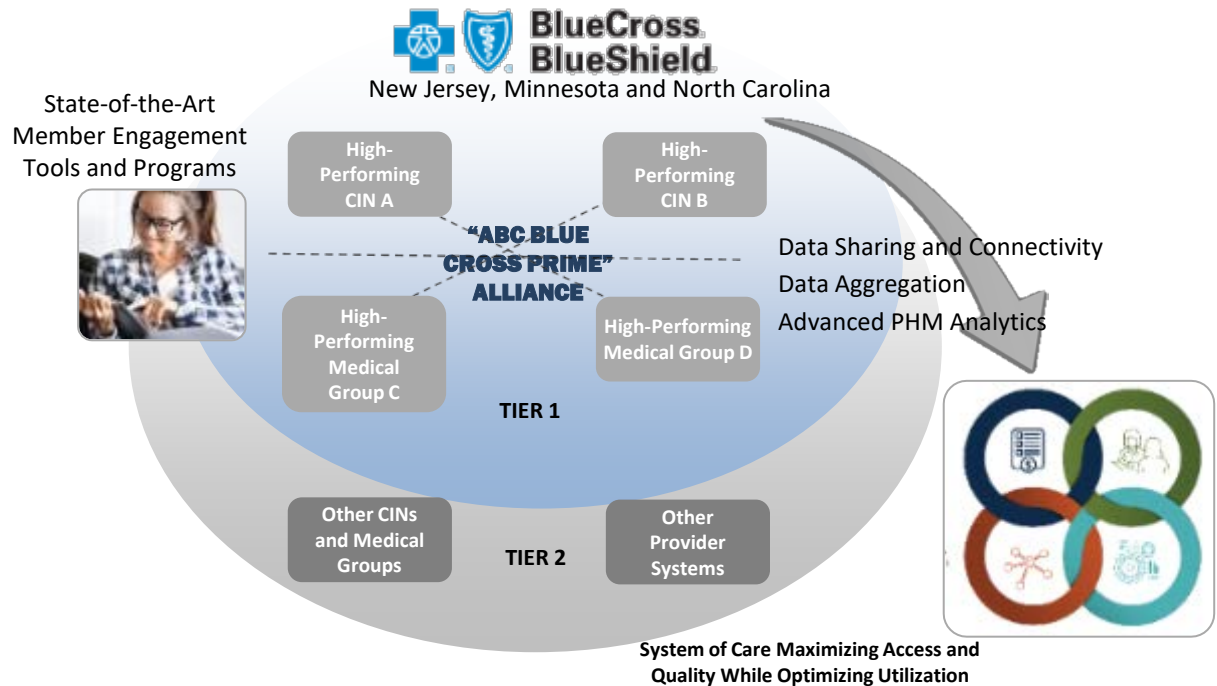 BlueCross
BlueShield
New Jersey, Minnesota and North Carolina
State-of-the-Art
Member Engagement
Tools and Programs
High-
Performing
CIN A
High-
Performing
CIN B
“ABC BLUE
CROSS PRIME”
ALLIANCE
Data Sharing and Connectivity
Data Aggregation
Advanced PHM Analytics
High-
Performing
Medical
Group C
High-Performing
Medical Group D
TIER 1
Other CINs
and Medical
Groups
TIER 2
Other
Provider
Systems
System of Care Maximizing Access and
Quality While Optimizing Utilization